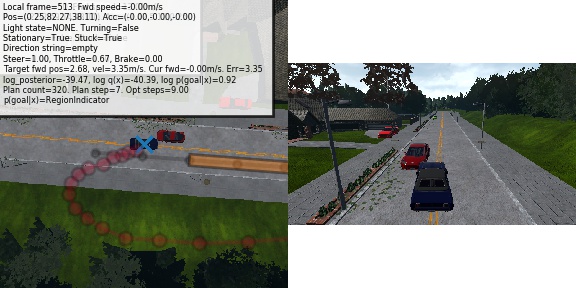 Local frame=513. Fwd speed=-0.00m/s
Pos=(0.25,82.27,38.11). Acc=(-0.00,-0.00,-0.00)
Light state=NONE. Turning=False
Stationary=True. Stuck=True
Direction string=empty
Steer=1.00, Throttle=0.67, Brake=0.00
Target fwd pos=2.68, vel=3.35m/s. Cur fwd=-0.00m/s. Err=3.35
log_posterior=-39.47, log q(x)=-40.39, log p(goal|x)=0.92
Plan count=320. Plan step=7. Opt steps=9.00
p(goal|x)=RegionIndicator